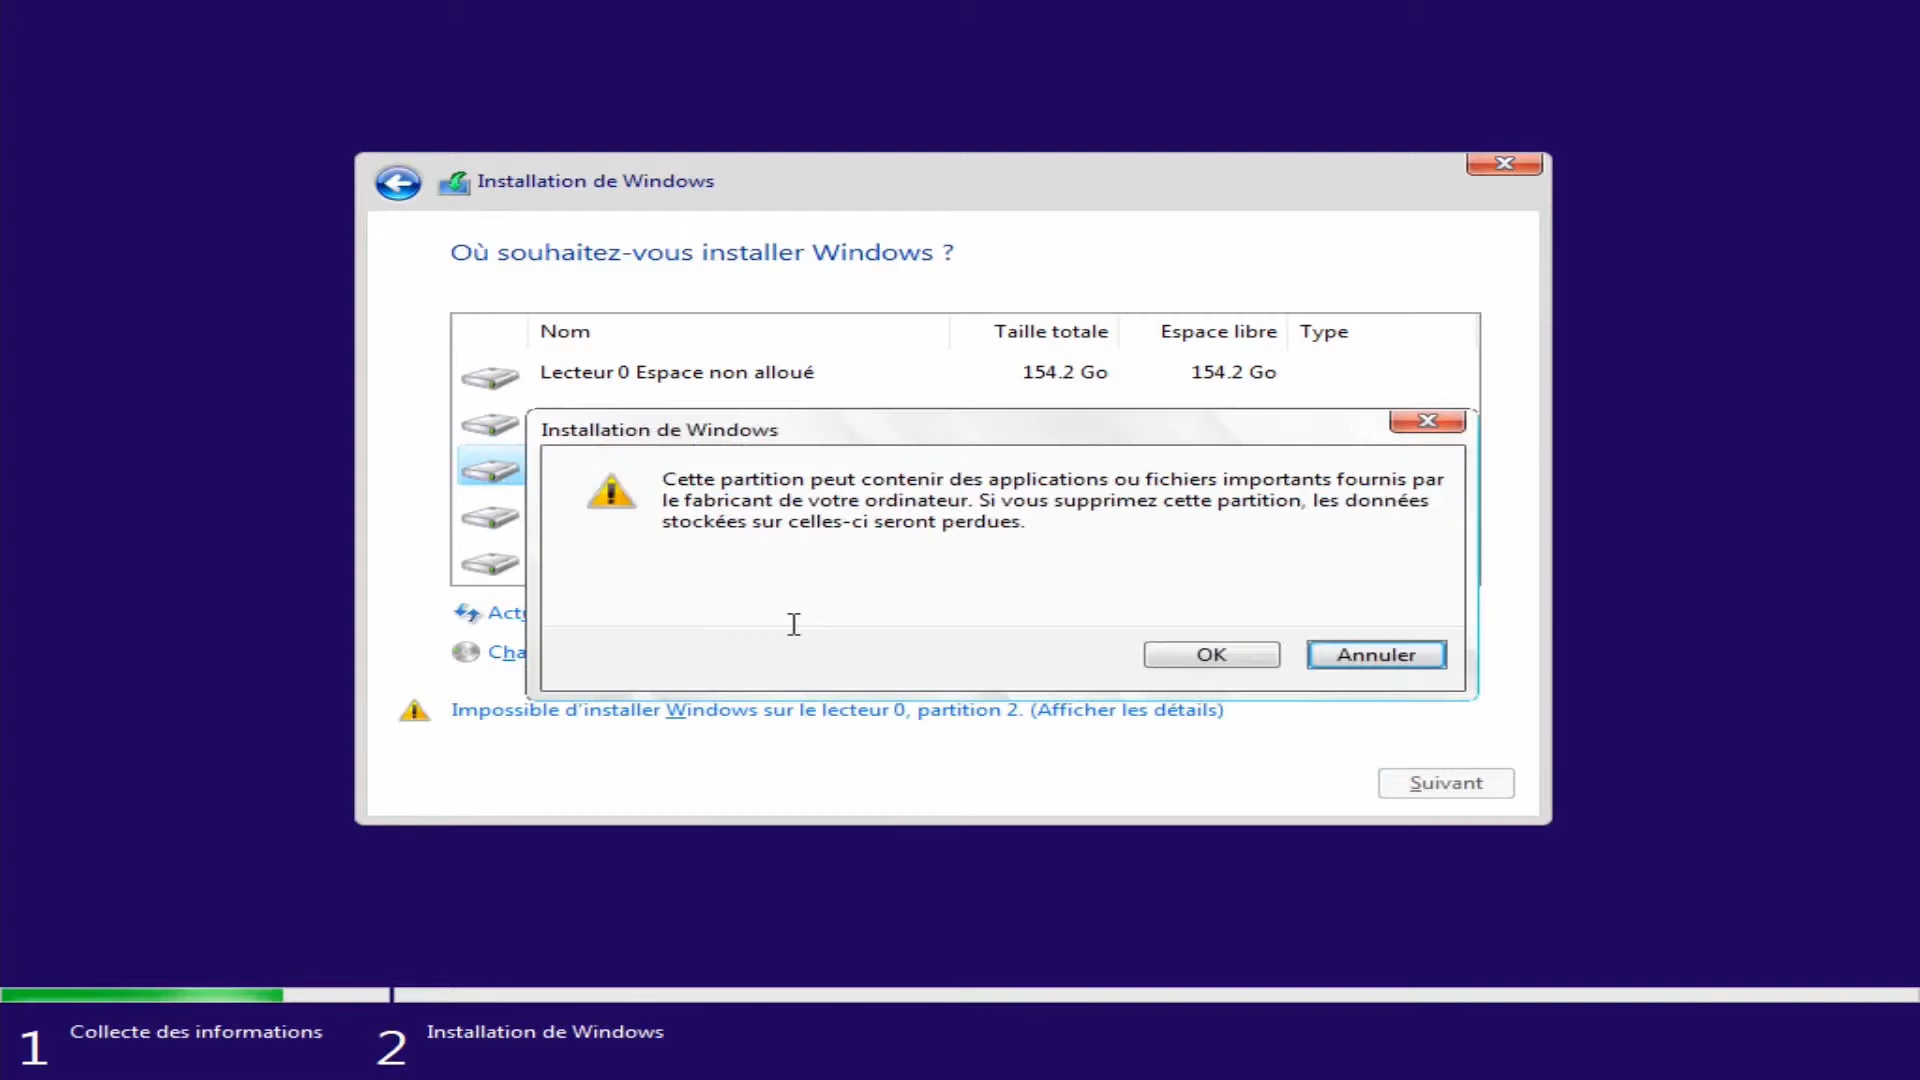 Installation de Windows
Où souhaitez-vous installer Windows ?
Nom Taille totale Espace libre Type
Lecteur 0 Espace non alloué 154.2 Go 154.2 Go
Installation de Windows
Cette partition peut contenir des applications ou fichiers importants fournis par
le fabricant de votre ordinateur. Si vous supprimez cette partition, les données
stockées sur celles-ci seront perdues.
OK Annuler
Impossible d'installer Windows sur le lecteur 0, partition 2. (Afficher les détails)
Suivant
1 Collecte des informations 2 Installation de Windows